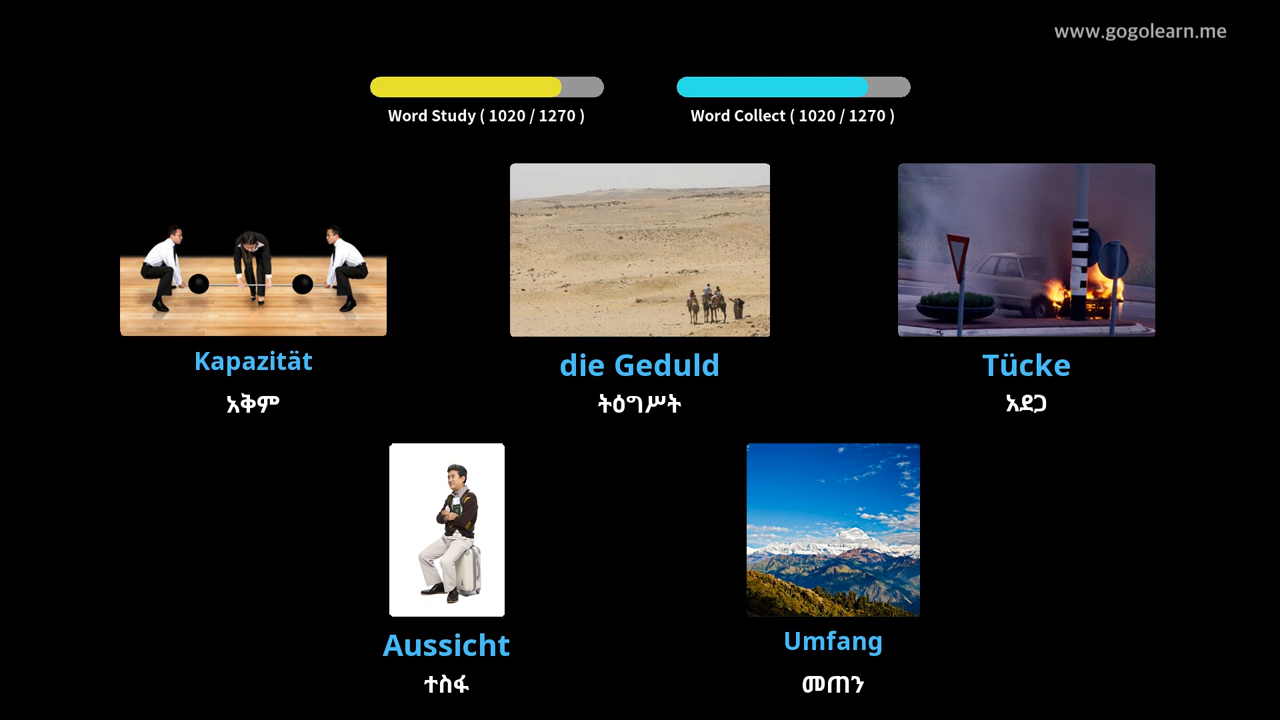 www.gogolearn.me
Word Study ( 1020 / 1270 )
Word Collect ( 1020 / 1270 )
Kapazität
አቅም
die Geduld
ትዕግሥት
Tücke
አደጋ
Aussicht
ተስፋ
Umfang
መጠን